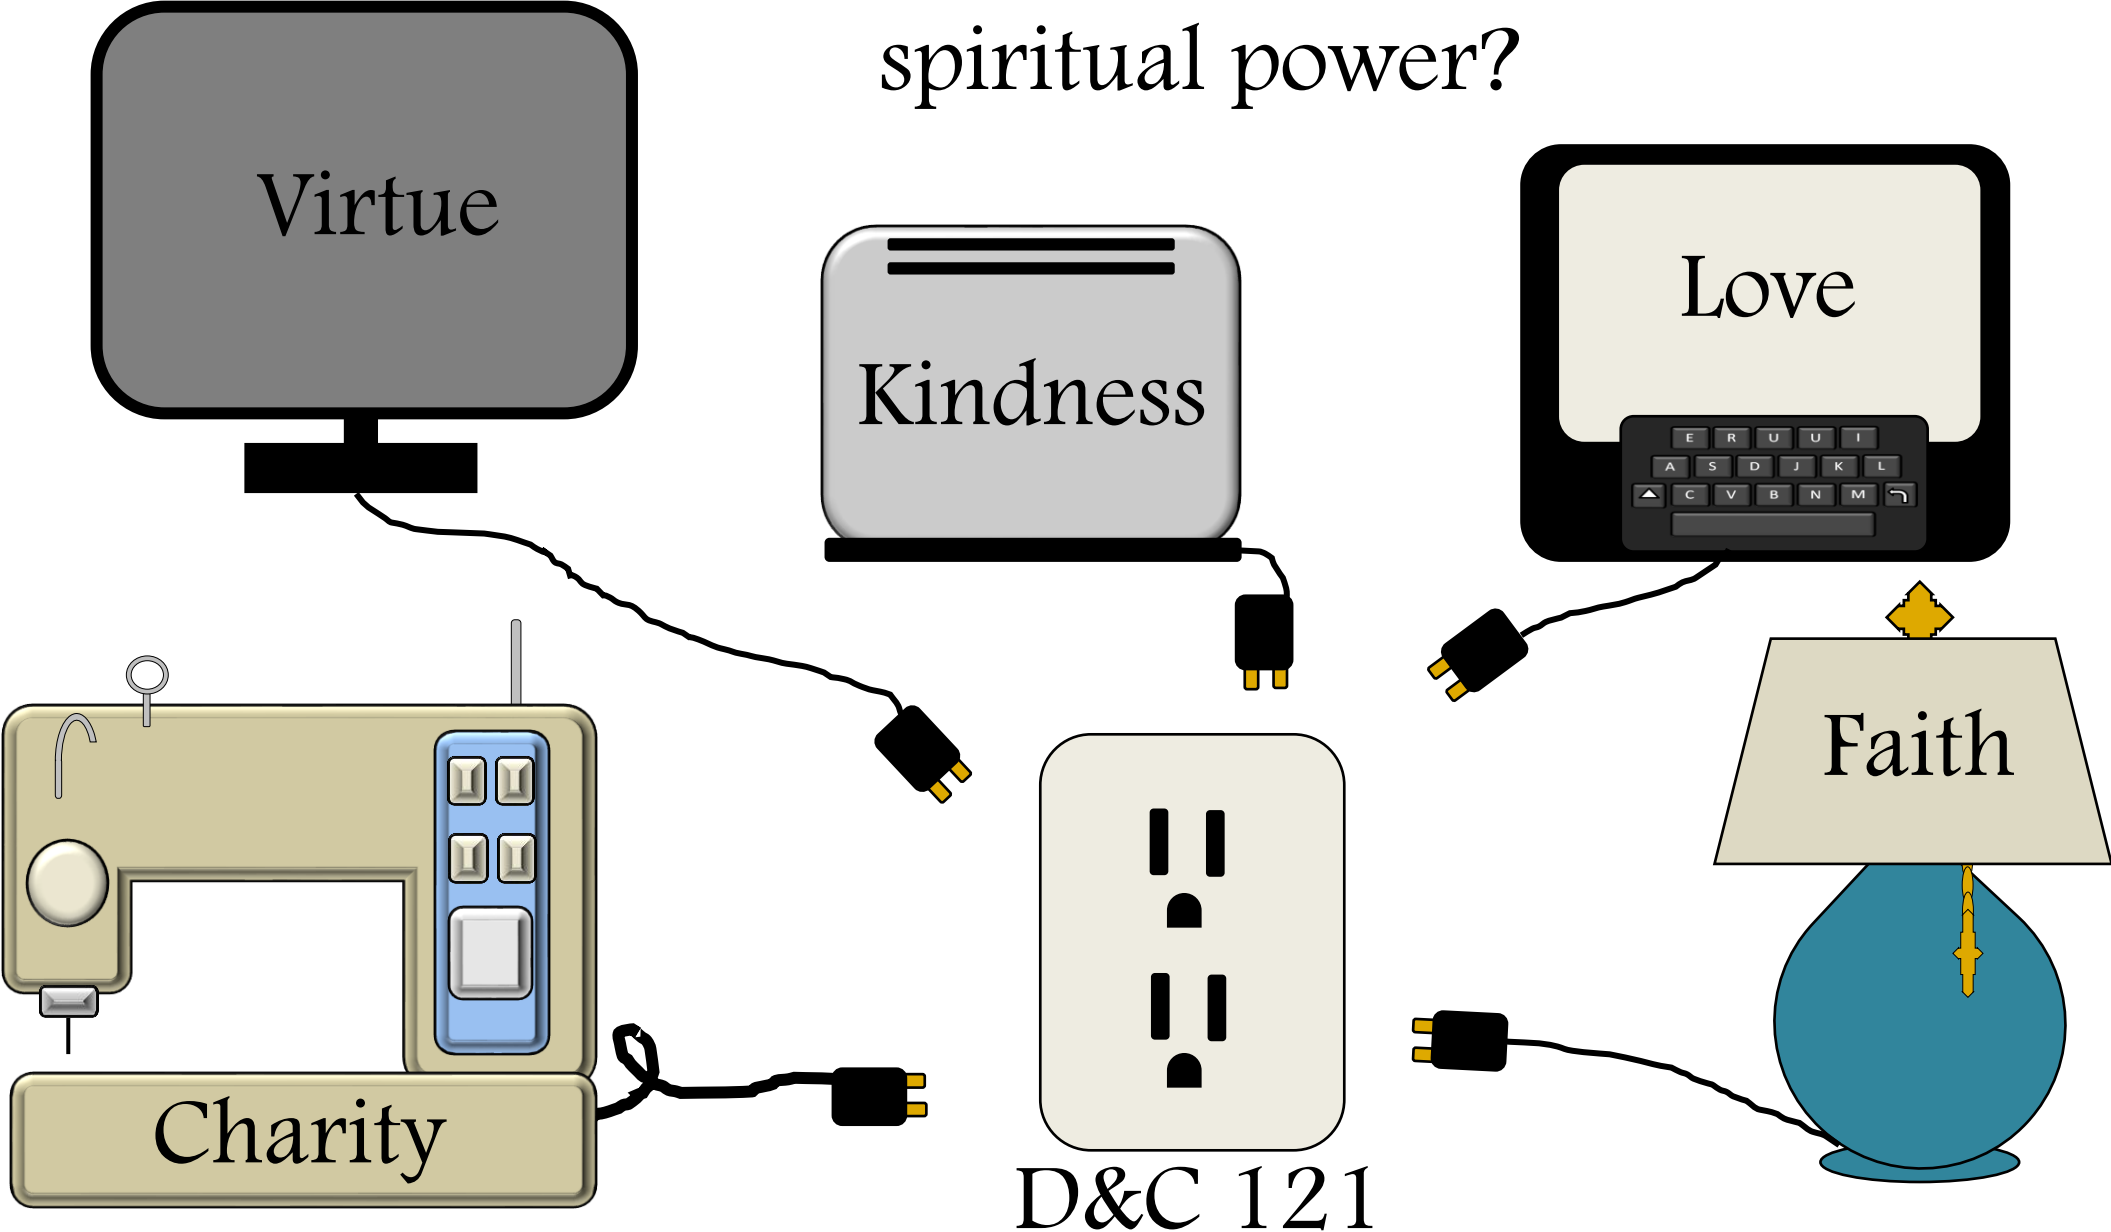 spiritual power?
Virtue
Kindness
Love
E R U U I
A S D J K L
C V B N M
Faith
Charity
D&C 121